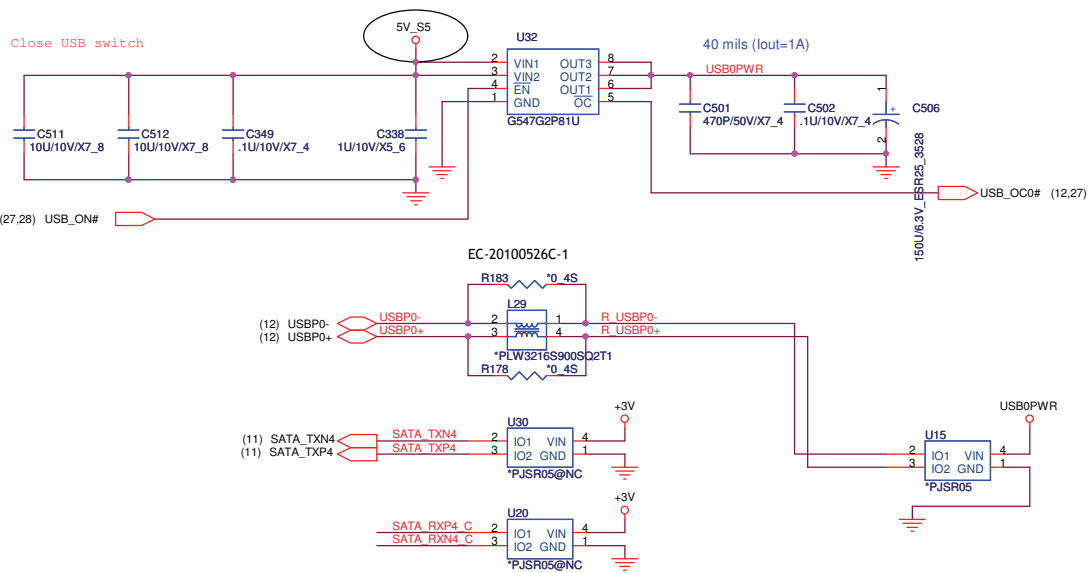 Close USB switch
5V_S5
U32
40 mils (Iout=1A)
USB0PWR
2 VIN1 OUT3 8
3 VIN2 OUT2 7
4 EN OUT1 6
1 GND OC 5
G547G2P81U
C511
10U/10V/X7_8
C512
10U/10V/X7_8
C349
.1U/10V/X7_4
C338
1U/10V/X5_6
C501
470P/50V/X7_4
C502
.1U/10V/X7_4
1
+
C506
2
150U/6.3V_ESR25_3528
USB_OC0# (12,27)
(27,28) USB_ON#
EC-20100526C-1
R183 *0_4S
L29
(12) USBP0- USBP0- 2 1 R_USBP0-
(12) USBP0+ USBP0+ 3 4 R_USBP0+
*PLW3216S900SQ2T1
R178 *0_4S
+3V
U30
(11) SATA_TXN4 SATA_TXN4 2 IO1 VIN 4
(11) SATA_TXP4 SATA_TXP4 3 IO2 GND 1
*PJSR05@NC
USB0PWR
U15
2 IO1 VIN 4
3 IO2 GND 1
*PJSR05
+3V
U20
SATA_RXP4_C 2 IO1 VIN 4
SATA_RXN4_C 3 IO2 GND 1
*PJSR05@NC